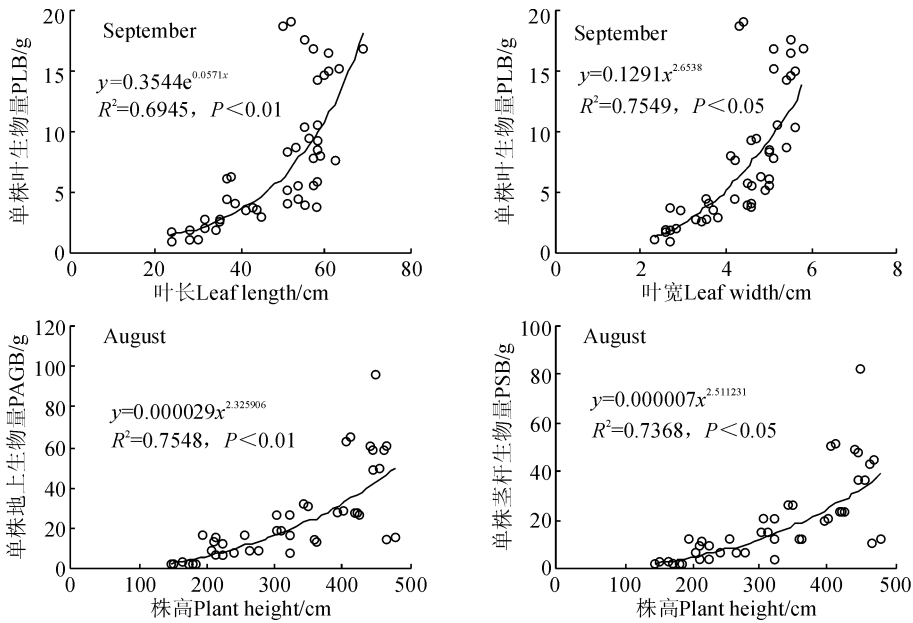 20
15
10
5
0
0 20 40 60 80
单株叶生物量PLB/g
September
y=0.3544e^0.0571x
R²=0.6945，P＜0.01
叶长Leaf length/cm
20
15
10
5
0
0 2 4 6 8
单株叶生物量PLB/g
September
y=0.1291x^2.6538
R²=0.7549，P＜0.05
叶宽Leaf width/cm
120
100
80
60
40
20
0
0 100 200 300 400 500
单株地上生物量PAGB/g
August
y=0.000029x^2.325906
R²=0.7548，P＜0.01
株高Plant height/cm
100
80
60
40
20
0
0 100 200 300 400 500
单株茎杆生物量PSB/g
August
y=0.000007x^2.511231
R²=0.7368，P＜0.05
株高Plant height/cm